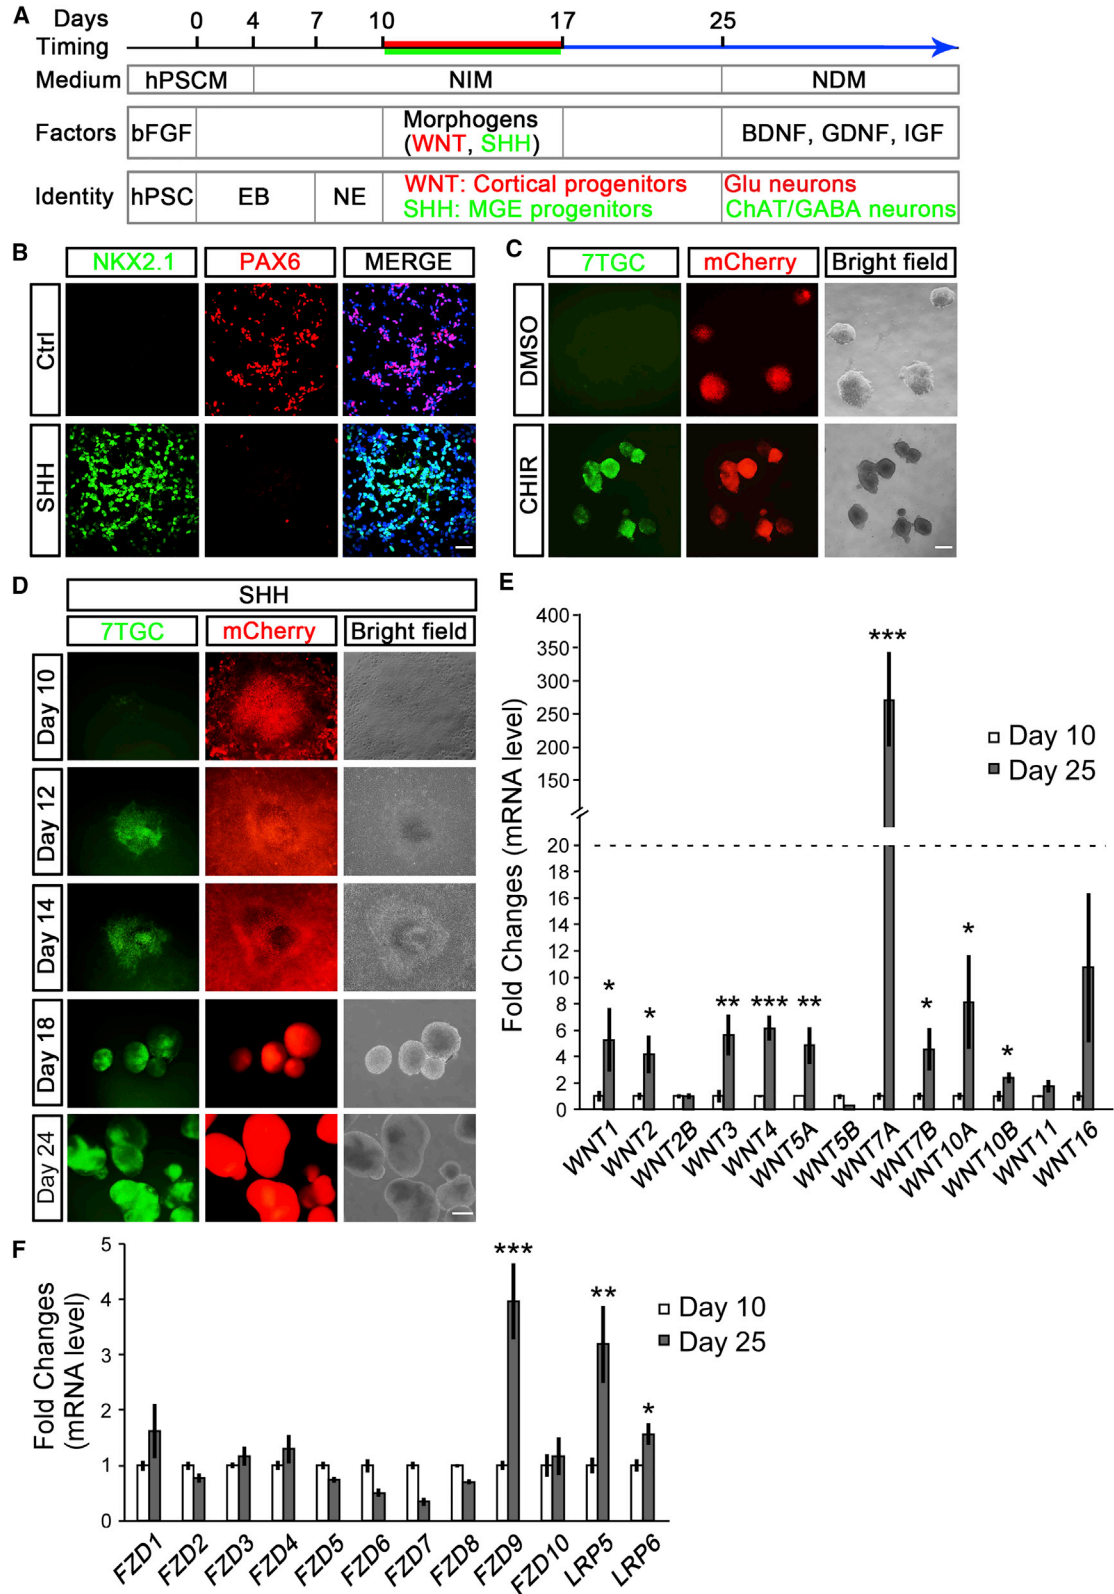 A
Days 0 4 7 10 17 25
Timing
Medium hPSCM NIM NDM
Factors bFGF Morphogens (WNT, SHH) BDNF, GDNF, IGF
Identity hPSC EB NE WNT: Cortical progenitors Glu neurons
SHH: MGE progenitors ChAT/GABA neurons
B
NKX2.1 PAX6 MERGE
Ctrl
SHH
C
7TGC mCherry Bright field
DMSO
CHIR
D
SHH
7TGC mCherry Bright field
Day 10
Day 12
Day 14
Day 18
Day 24
E
Fold Changes (mRNA level)
400
350
300
250
200
150
20
18
16
14
12
10
8
6
4
2
0
* * ** *** ** *** * * *
Day 10
Day 25
WNT1 WNT2 WNT2B WNT3 WNT4 WNT5A WNT5B WNT7A WNT7B WNT10A WNT10B WNT11 WNT16
F
Fold Changes
(mRNA level)
5
4
3
2
1
0
*** ** *
Day 10
Day 25
FZD1 FZD2 FZD3 FZD4 FZD5 FZD6 FZD7 FZD8 FZD9 FZD10 LRP5 LRP6